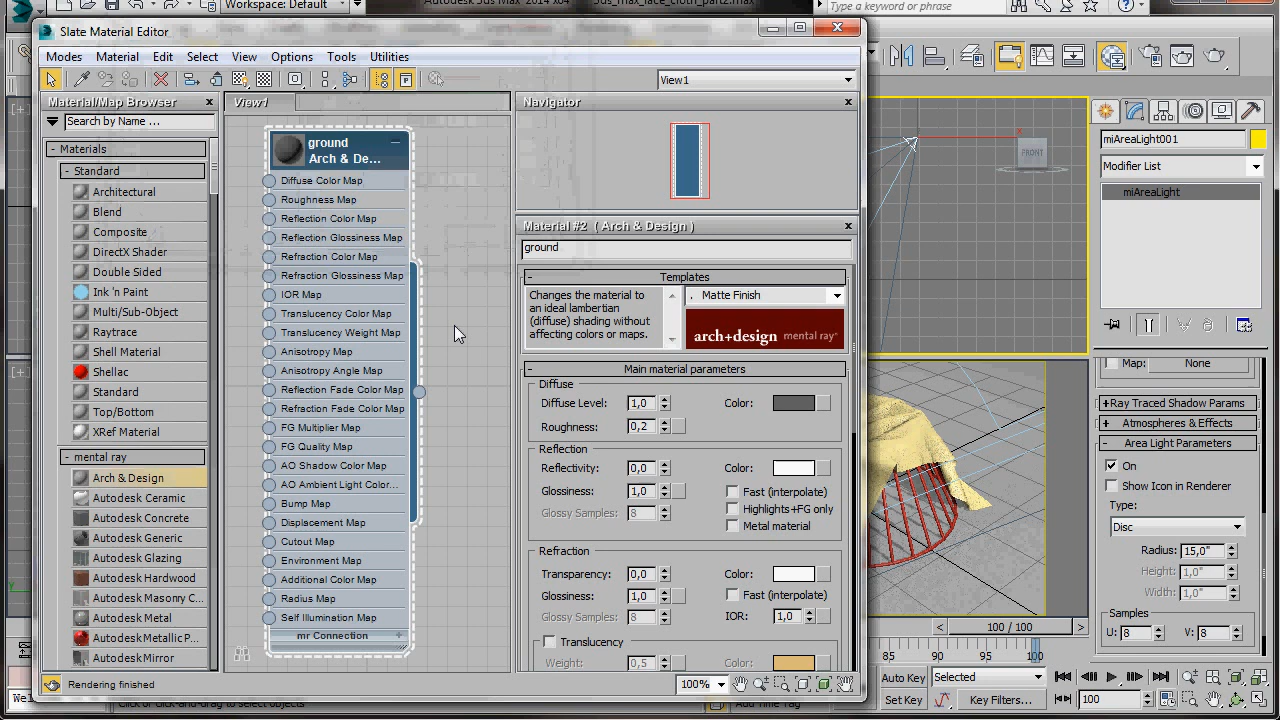 Workspace: Default
Autodesk 3ds Max 2014 x64
3ds_max_lace_cloth_part2.max
Type a keyword or phrase
Slate Material Editor
Modes Material Edit Select View Options Tools Utilities
View1
Material/Map Browser
Search by Name ...
- Materials
- Standard
Architectural
Blend
Composite
DirectX Shader
Double Sided
Ink 'n Paint
Multi/Sub-Object
Raytrace
Shell Material
Shellac
Standard
Top/Bottom
XRef Material
- mental ray
Arch & Design
Autodesk Ceramic
Autodesk Concrete
Autodesk Generic
Autodesk Glazing
Autodesk Hardwood
Autodesk Masonry C...
Autodesk Metal
Autodesk Metallic P...
Autodesk Mirror
View1
ground
Arch & De...
Diffuse Color Map
Roughness Map
Reflection Color Map
Reflection Glossiness Map
Refraction Color Map
Refraction Glossiness Map
IOR Map
Translucency Color Map
Translucency Weight Map
Anisotropy Map
Anisotropy Angle Map
Reflection Fade Color Map
Refraction Fade Color Map
FG Multiplier Map
FG Quality Map
AO Shadow Color Map
AO Ambient Light Color...
Bump Map
Displacement Map
Cutout Map
Environment Map
Additional Color Map
Radius Map
Self Illumination Map
mr Connection +
Navigator
Material #2 ( Arch & Design )
ground
- Templates
Changes the material to
an ideal lambertian
(diffuse) shading without
affecting colors or maps.
. Matte Finish
arch+design mental ray
- Main material parameters
Diffuse
Diffuse Level: 1,0 Color:
Roughness: 0,2
Reflection
Reflectivity: 0,0 Color:
Glossiness: 1,0 Fast (interpolate)
Glossy Samples: 8 Highlights+FG only
Metal material
Refraction
Transparency: 0,0 Color:
Glossiness: 1,0 Fast (interpolate)
Glossy Samples: 8 IOR: 1,0
Translucency
Weight: 0,5 Color:
Rendering finished
100%
[+]
[+]
FRONT
x
miAreaLight001
Modifier List
miAreaLight
Map: None
+ Ray Traced Shadow Params
+ Atmospheres & Effects
- Area Light Parameters
On
Show Icon in Renderer
Type:
Disc
Radius: 15,0"
Height: 1,0"
Width: 1,0"
Samples
U: 8 V: 8
< 100 / 100 >
85 90 95 100
Auto Key Selected
Set Key Key Filters... 100
Click or click-and-drag to select objects
Add Time Tag